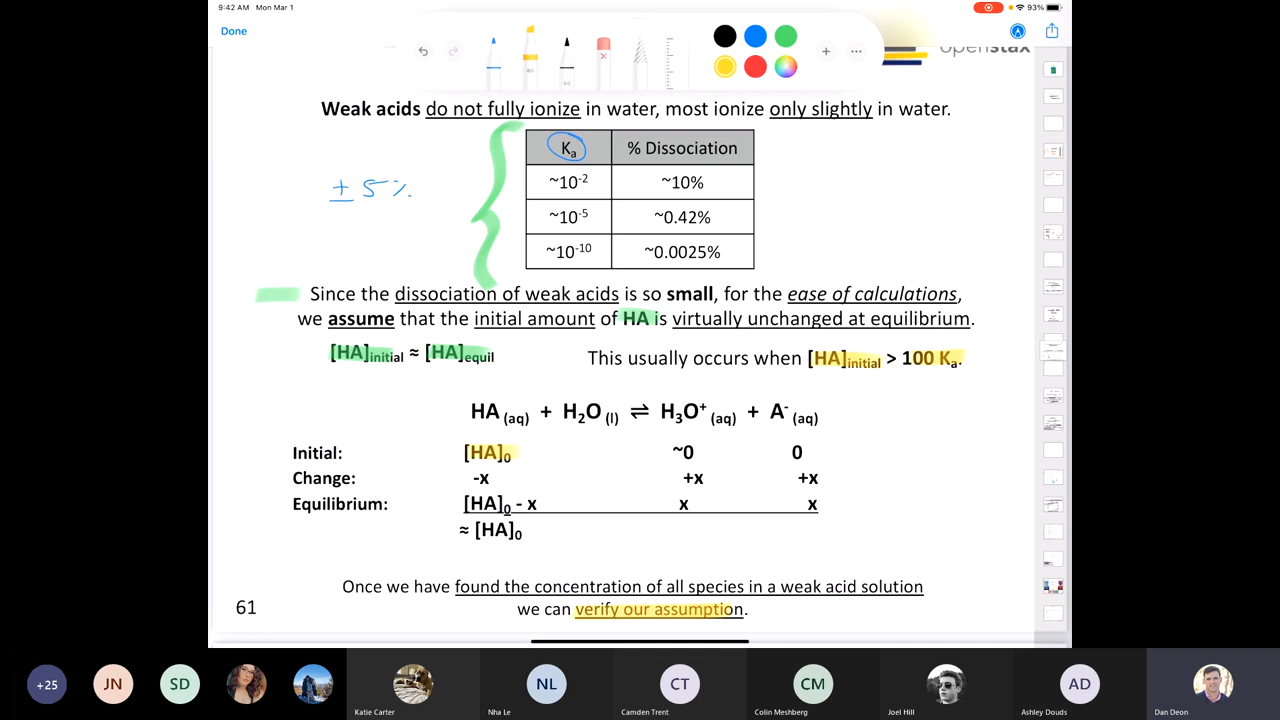 9:42 AM Mon Mar 1
93%
Done
openstax
Weak acids do not fully ionize in water, most ionize only slightly in water.
± 5%
Kₐ % Dissociation
~10⁻² ~10%
~10⁻⁵ ~0.42%
~10⁻¹⁰ ~0.0025%
Since the dissociation of weak acids is so small, for the ease of calculations,
we assume that the initial amount of HA is virtually unchanged at equilibrium.
[HA]initial ≈ [HA]equil This usually occurs when [HA]initial > 100 Kₐ.
HA (aq) + H₂O (l) ⇌ H₃O⁺ (aq) + A⁻ (aq)
Initial: [HA]₀ ~0 0
Change: -x +x +x
Equilibrium: [HA]₀ - x x x
≈ [HA]₀
Once we have found the concentration of all species in a weak acid solution
we can verify our assumption.
61
+25 JN SD NL CT CM AD
Katie Carter Nha Le Camden Trent Colin Meshberg Joel Hill Ashley Douds Dan Deon